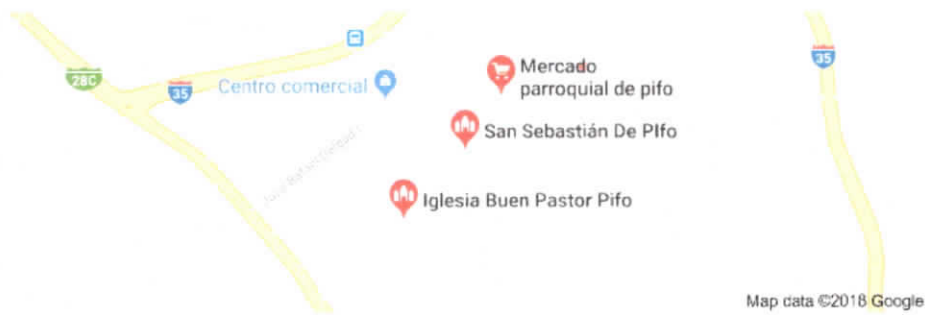 35
Mercado
parroquial de pifo
28C
35
Centro comercial
San Sebastián De PIfo
Iglesia Buen Pastor Pifo
Map data ©2018 Google